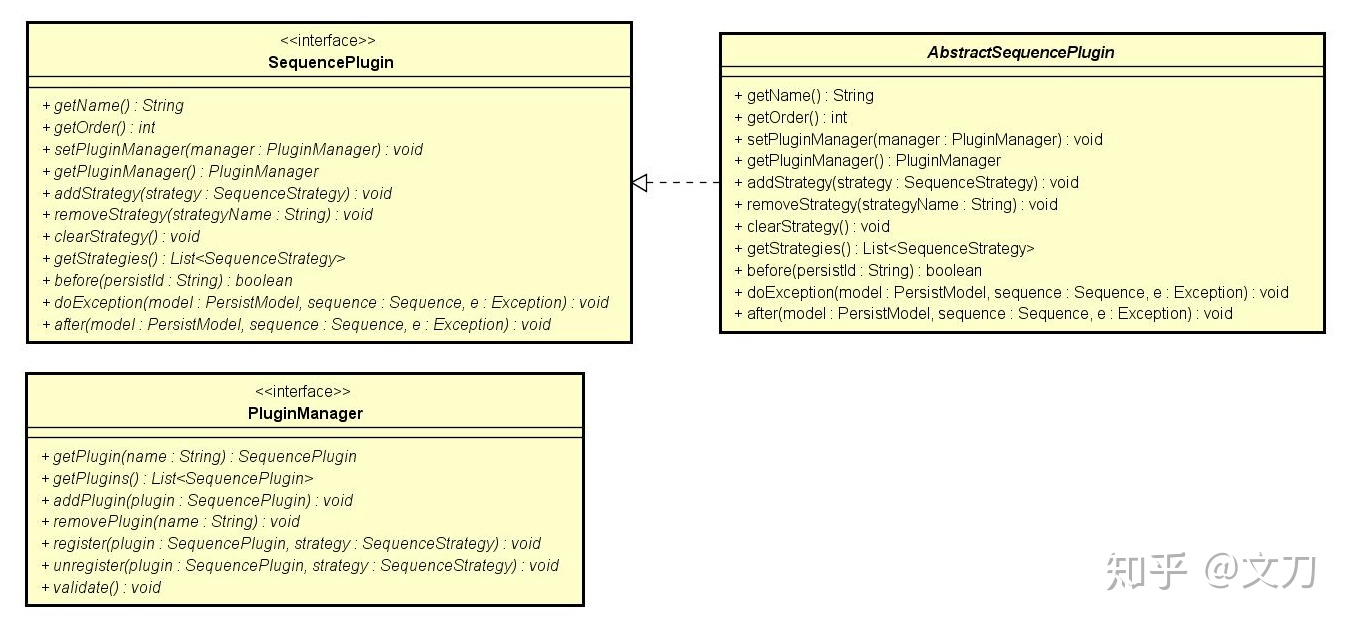 <<interface>>
SequencePlugin
+ getName() : String
+ getOrder() : int
+ setPluginManager(manager : PluginManager) : void
+ getPluginManager() : PluginManager
+ addStrategy(strategy : SequenceStrategy) : void
+ removeStrategy(strategyName : String) : void
+ clearStrategy() : void
+ getStrategies() : List<SequenceStrategy>
+ before(persistId : String) : boolean
+ doException(model : PersistModel, sequence : Sequence, e : Exception) : void
+ after(model : PersistModel, sequence : Sequence, e : Exception) : void
AbstractSequencePlugin
+ getName() : String
+ getOrder() : int
+ setPluginManager(manager : PluginManager) : void
+ getPluginManager() : PluginManager
+ addStrategy(strategy : SequenceStrategy) : void
+ removeStrategy(strategyName : String) : void
+ clearStrategy() : void
+ getStrategies() : List<SequenceStrategy>
+ before(persistId : String) : boolean
+ doException(model : PersistModel, sequence : Sequence, e : Exception) : void
+ after(model : PersistModel, sequence : Sequence, e : Exception) : void
<<interface>>
PluginManager
+ getPlugin(name : String) : SequencePlugin
+ getPlugins() : List<SequencePlugin>
+ addPlugin(plugin : SequencePlugin) : void
+ removePlugin(name : String) : void
+ register(plugin : SequencePlugin, strategy : SequenceStrategy) : void
+ unregister(plugin : SequencePlugin, strategy : SequenceStrategy) : void
+ validate() : void
知乎 @文刀